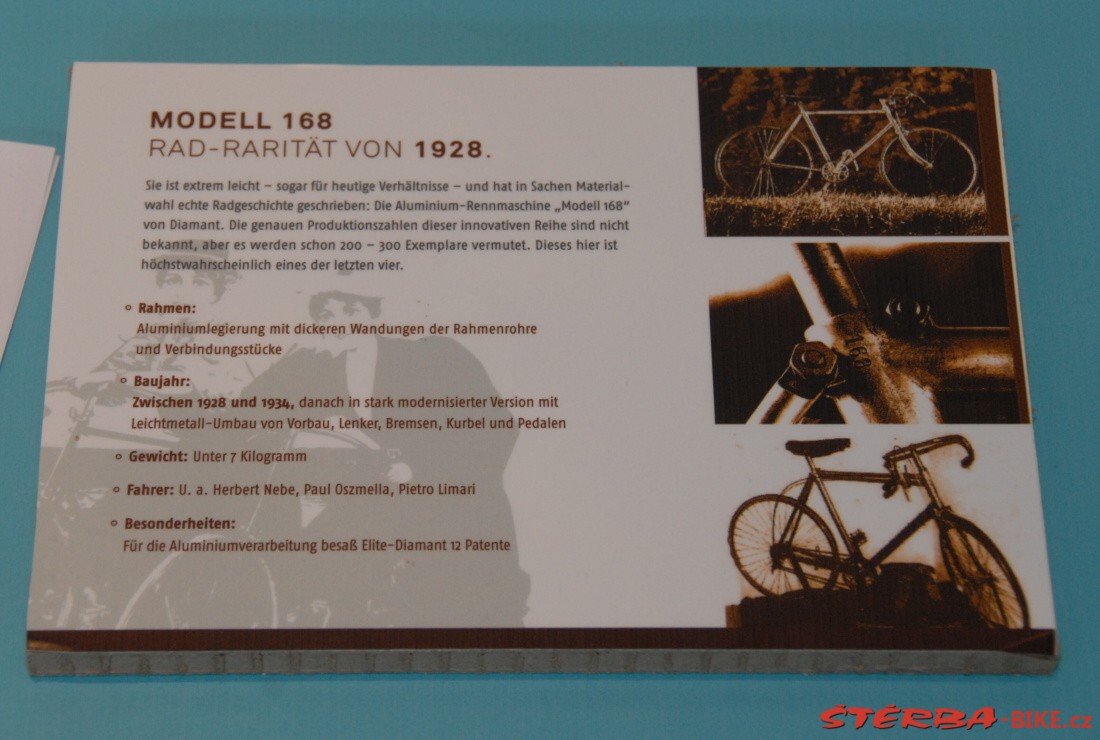 MODELL 168
RAD-RARITÄT VON 1928.
Sie ist extrem leicht – sogar für heutige Verhältnisse – und hat in Sachen Material-
wahl echte Radgeschichte geschrieben: Die Aluminium-Rennmaschine „Modell 168“
von Diamant. Die genauen Produktionszahlen dieser innovativen Reihe sind nicht
bekannt, aber es werden schon 200 – 300 Exemplare vermutet. Dieses hier ist
höchstwahrscheinlich eines der letzten vier.
Rahmen:
Aluminiumlegierung mit dickeren Wandungen der Rahmenrohre
und Verbindungsstücke
Baujahr:
Zwischen 1928 und 1934, danach in stark modernisierter Version mit
Leichtmetall-Umbau von Vorbau, Lenker, Bremsen, Kurbel und Pedalen
Gewicht: Unter 7 Kilogramm
Fahrer: U. a. Herbert Nebe, Paul Oszmella, Pietro Limari
Besonderheiten:
Für die Aluminiumverarbeitung besaß Elite-Diamant 12 Patente
ŠTĚRBA-BIKE.cz